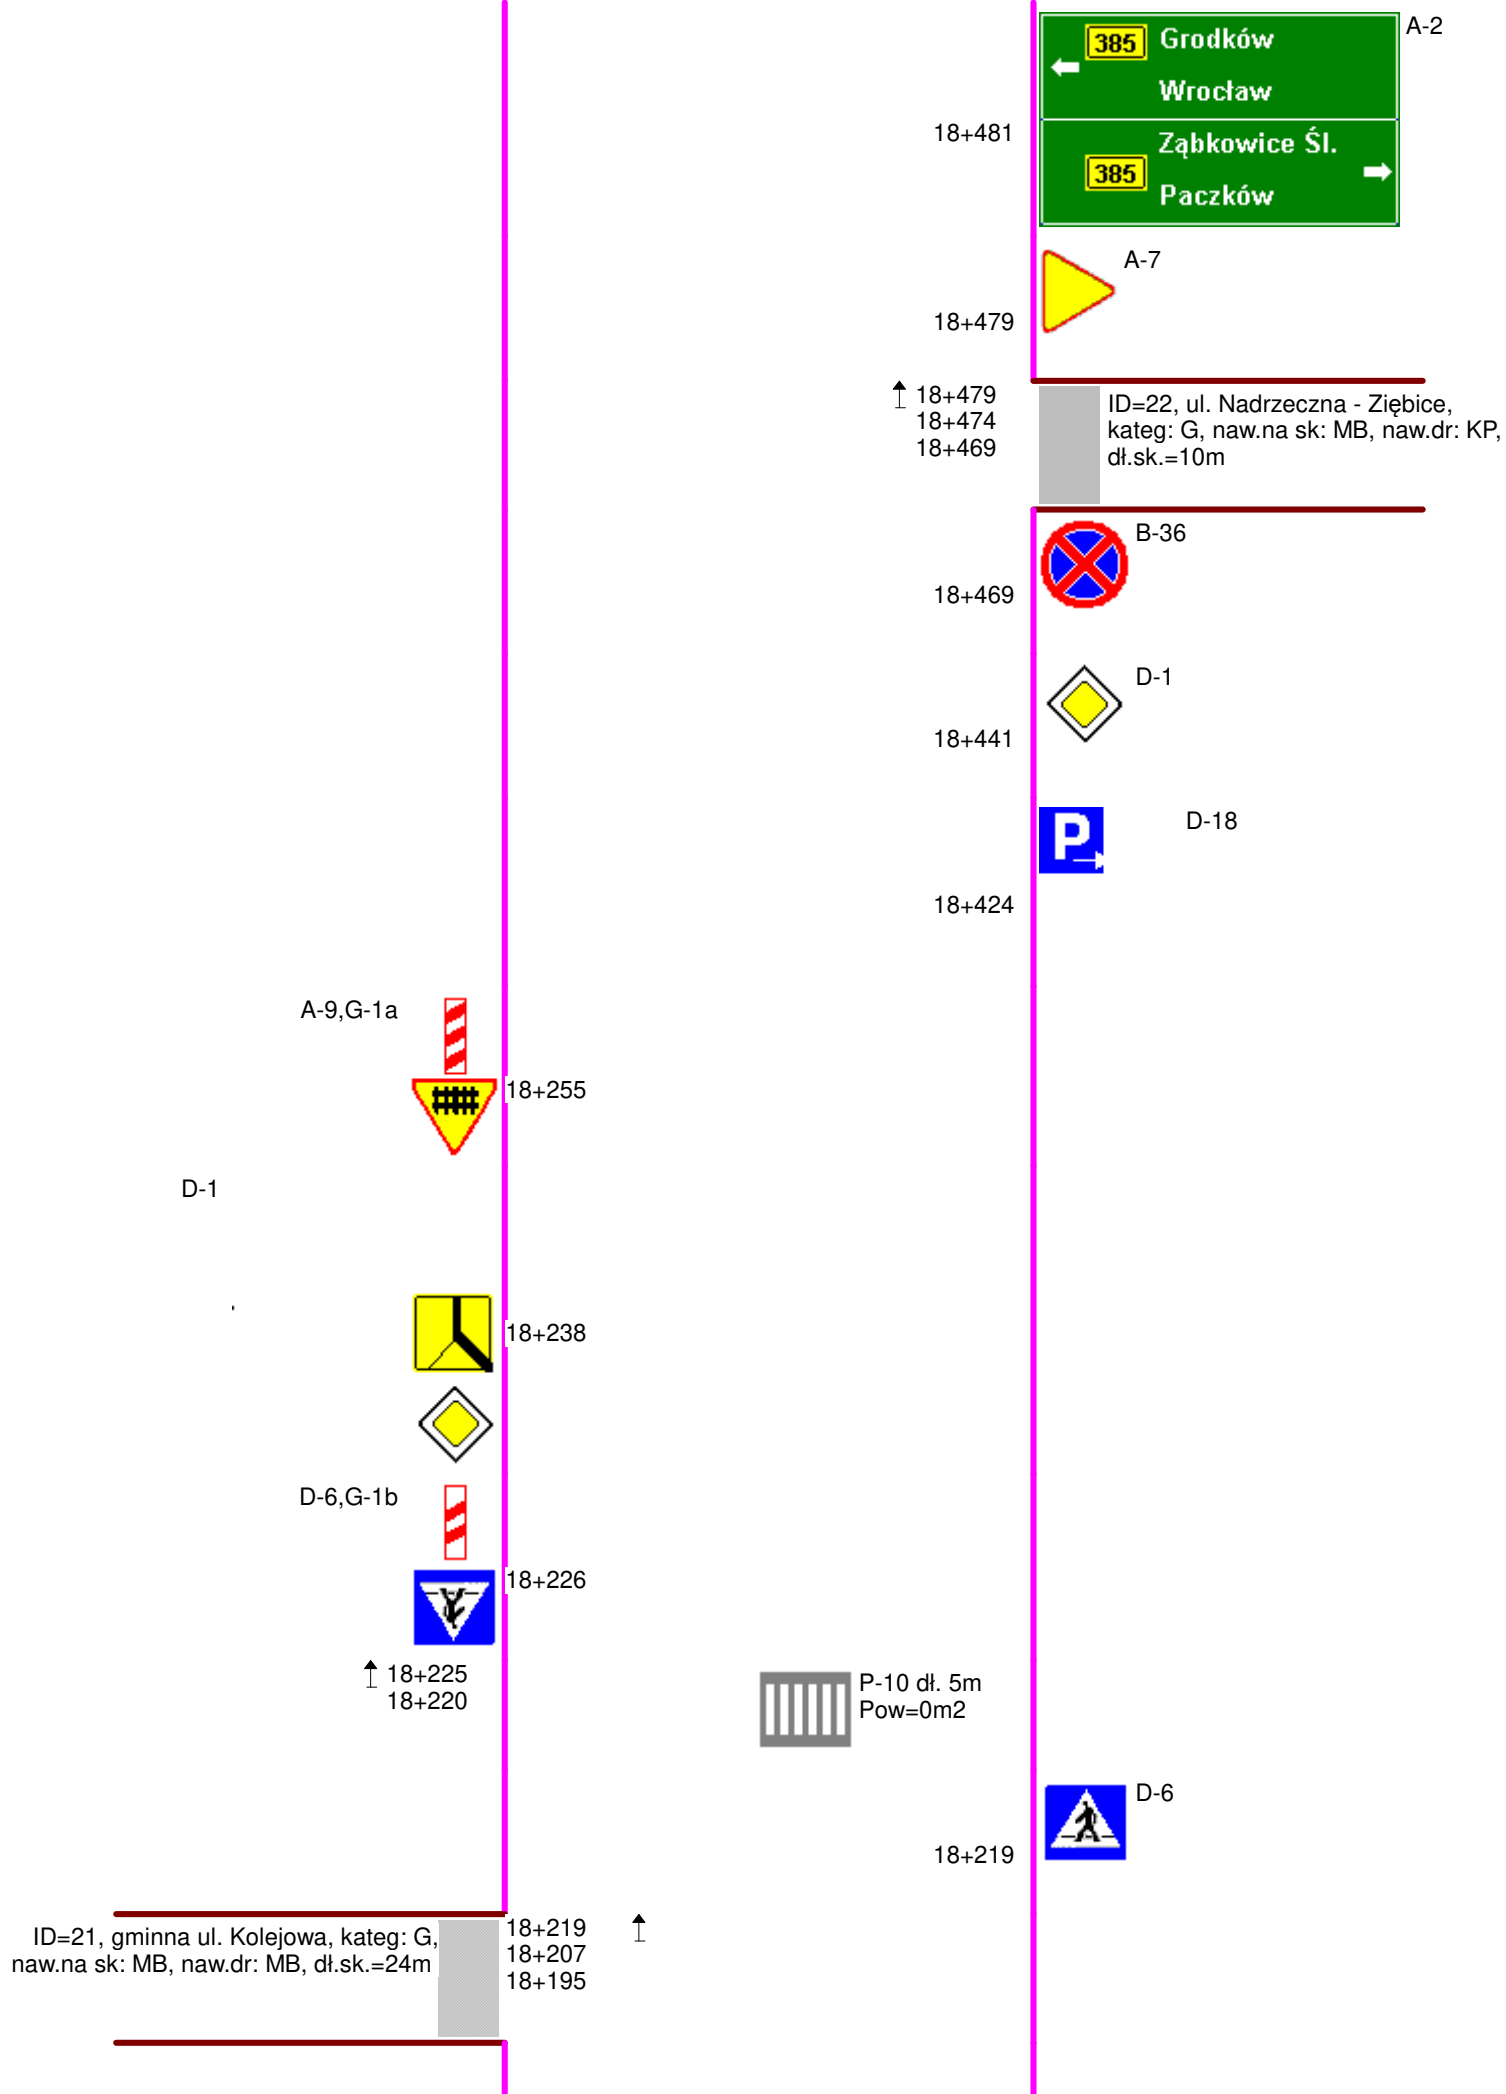 385 Grodków
Wrocław
A-2
18+481
Ząbkowice Śl.
385
Paczków
A-7
18+479
18+479
18+474
18+469
ID=22, ul. Nadrzeczna - Ziębice,
kateg: G, naw.na sk: MB, naw.dr: KP,
dł.sk.=10m
B-36
18+469
D-1
18+441
P
D-18
18+424
A-9,G-1a
18+255
D-1
18+238
D-6,G-1b
18+226
18+225
18+220
P-10 dł. 5m
Pow=0m2
D-6
18+219
ID=21, gminna ul. Kolejowa, kateg: G,
naw.na sk: MB, naw.dr: MB, dł.sk.=24m
18+219
18+207
18+195